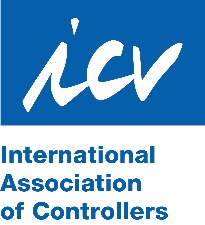 icv
International
Association
of Controllers